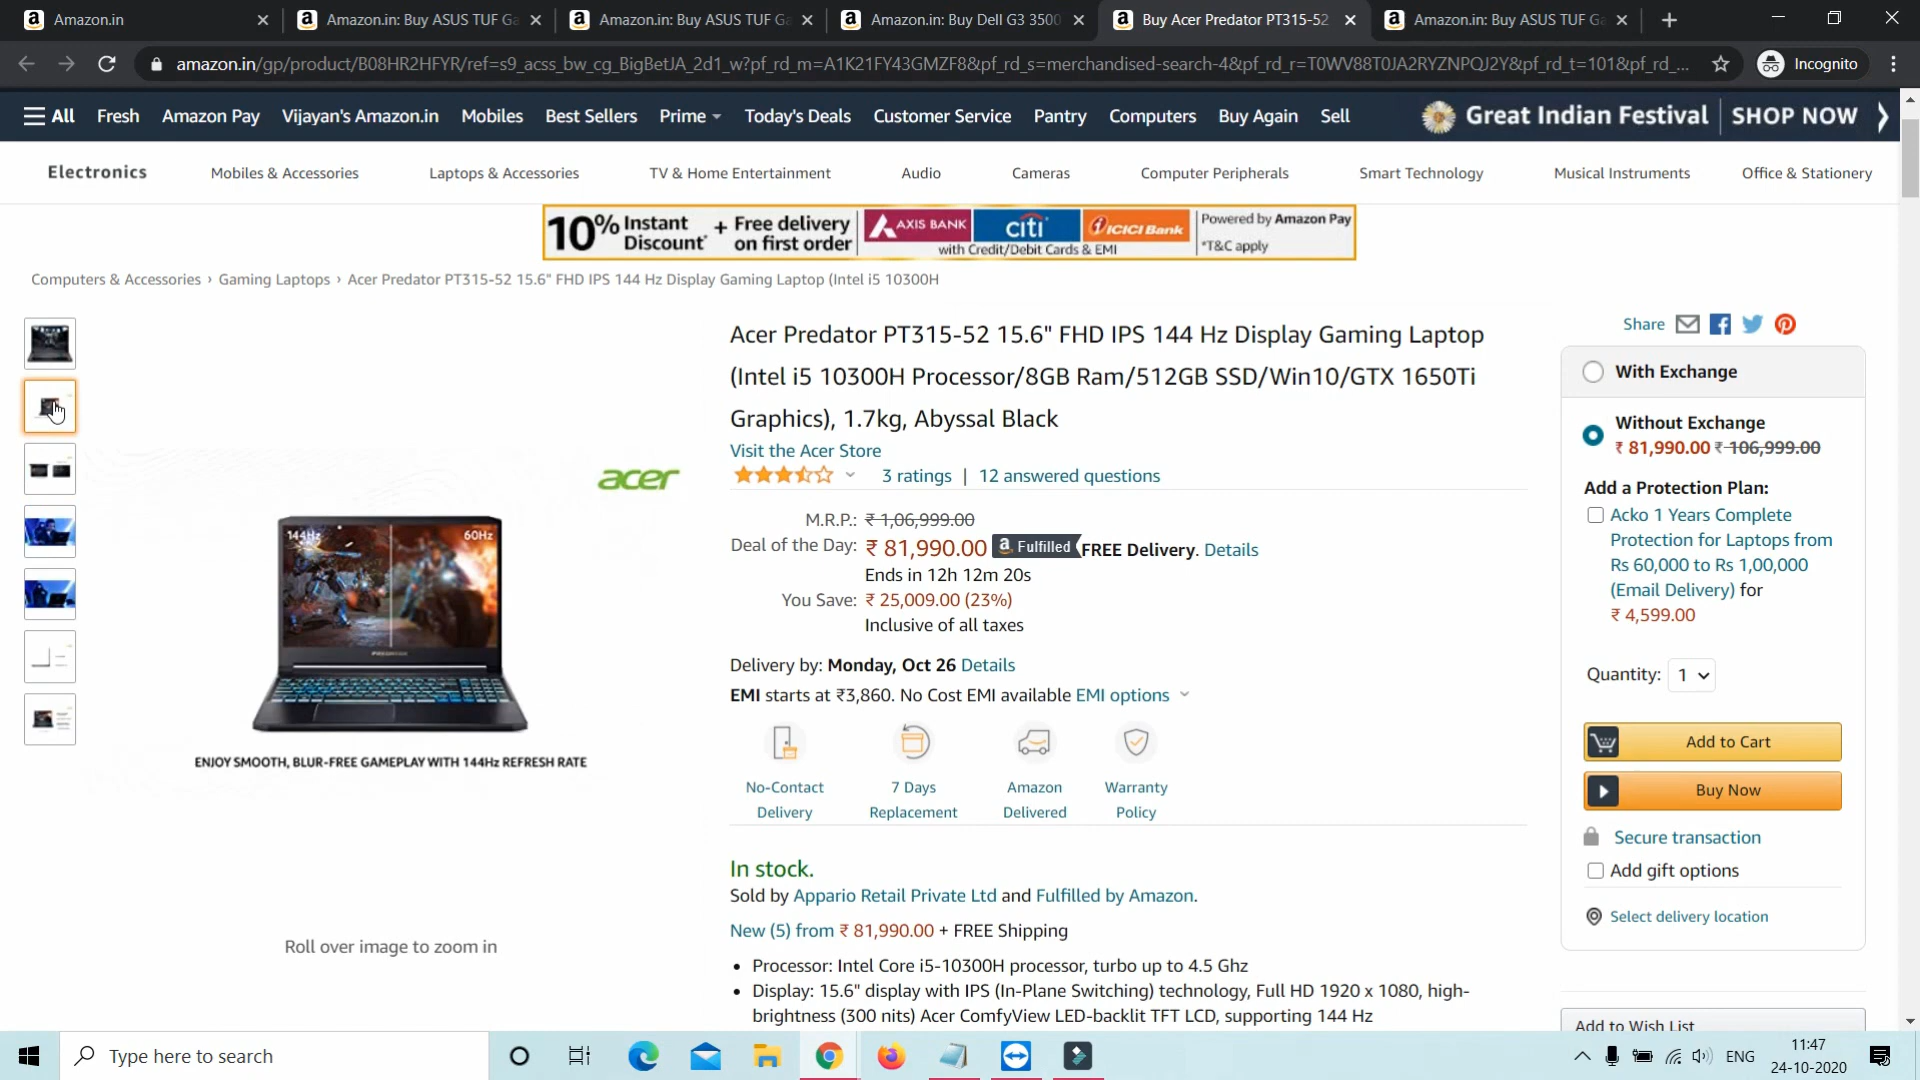 Amazon.in
Amazon.in: Buy ASUS TUF Ga
Amazon.in: Buy ASUS TUF Ga
Amazon.in: Buy Dell G3 3500
Buy Acer Predator PT315-52
Amazon.in: Buy ASUS TUF Ga
amazon.in/gp/product/B08HR2HFYR/ref=s9_acss_bw_cg_BigBetJA_2d1_w?pf_rd_m=A1K21FY43GMZF8&pf_rd_s=merchandised-search-4&pf_rd_r=T0WV88T0JA2RYZNPQJ2Y&pf_rd_t=101&pf_rd_...
Incognito
All Fresh Amazon Pay Vijayan's Amazon.in Mobiles Best Sellers Prime Today's Deals Customer Service Pantry Computers Buy Again Sell
Great Indian Festival SHOP NOW
Electronics Mobiles & Accessories Laptops & Accessories TV & Home Entertainment Audio Cameras Computer Peripherals Smart Technology Musical Instruments Office & Stationery
10% Instant Discount* + Free delivery on first order
AXIS BANK citi ICICI Bank
with Credit/Debit Cards & EMI
Powered by Amazon Pay
*T&C apply
Computers & Accessories › Gaming Laptops › Acer Predator PT315-52 15.6" FHD IPS 144 Hz Display Gaming Laptop (Intel i5 10300H
acer
144Hz
60Hz
ENJOY SMOOTH, BLUR-FREE GAMEPLAY WITH 144Hz REFRESH RATE
Roll over image to zoom in
Acer Predator PT315-52 15.6" FHD IPS 144 Hz Display Gaming Laptop
(Intel i5 10300H Processor/8GB Ram/512GB SSD/Win10/GTX 1650Ti
Graphics), 1.7kg, Abyssal Black
Visit the Acer Store
3 ratings | 12 answered questions
M.R.P.: ₹ 1,06,999.00
Deal of the Day: ₹ 81,990.00 a Fulfilled FREE Delivery. Details
Ends in 12h 12m 20s
You Save: ₹ 25,009.00 (23%)
Inclusive of all taxes
Delivery by: Monday, Oct 26 Details
EMI starts at ₹3,860. No Cost EMI available EMI options
No-Contact Delivery
7 Days Replacement
Amazon Delivered
Warranty Policy
In stock.
Sold by Appario Retail Private Ltd and Fulfilled by Amazon.
New (5) from ₹ 81,990.00 + FREE Shipping
• Processor: Intel Core i5-10300H processor, turbo up to 4.5 Ghz
• Display: 15.6" display with IPS (In-Plane Switching) technology, Full HD 1920 x 1080, high-
brightness (300 nits) Acer ComfyView LED-backlit TFT LCD, supporting 144 Hz
Share
With Exchange
Without Exchange
₹ 81,990.00 ₹ 106,999.00
Add a Protection Plan:
Acko 1 Years Complete
Protection for Laptops from
Rs 60,000 to Rs 1,00,000
(Email Delivery) for
₹ 4,599.00
Quantity: 1
Add to Cart
Buy Now
Secure transaction
Add gift options
Select delivery location
Add to Wish List
Type here to search
ENG
11:47
24-10-2020